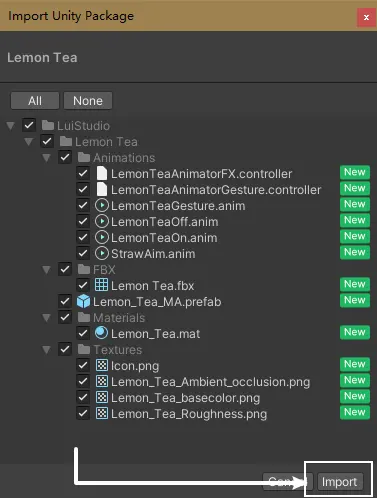 Import Unity Package
x
Lemon Tea
All None
LuiStudio
Lemon Tea
Animations
LemonTeaAnimatorFX.controller New
LemonTeaAnimatorGesture.controller New
LemonTeaGesture.anim New
LemonTeaOff.anim New
LemonTeaOn.anim New
StrawAim.anim New
FBX
Lemon Tea.fbx New
Lemon_Tea_MA.prefab New
Materials
Lemon_Tea.mat New
Textures
Icon.png New
Lemon_Tea_Ambient_occlusion.png New
Lemon_Tea_basecolor.png New
Lemon_Tea_Roughness.png New
Import